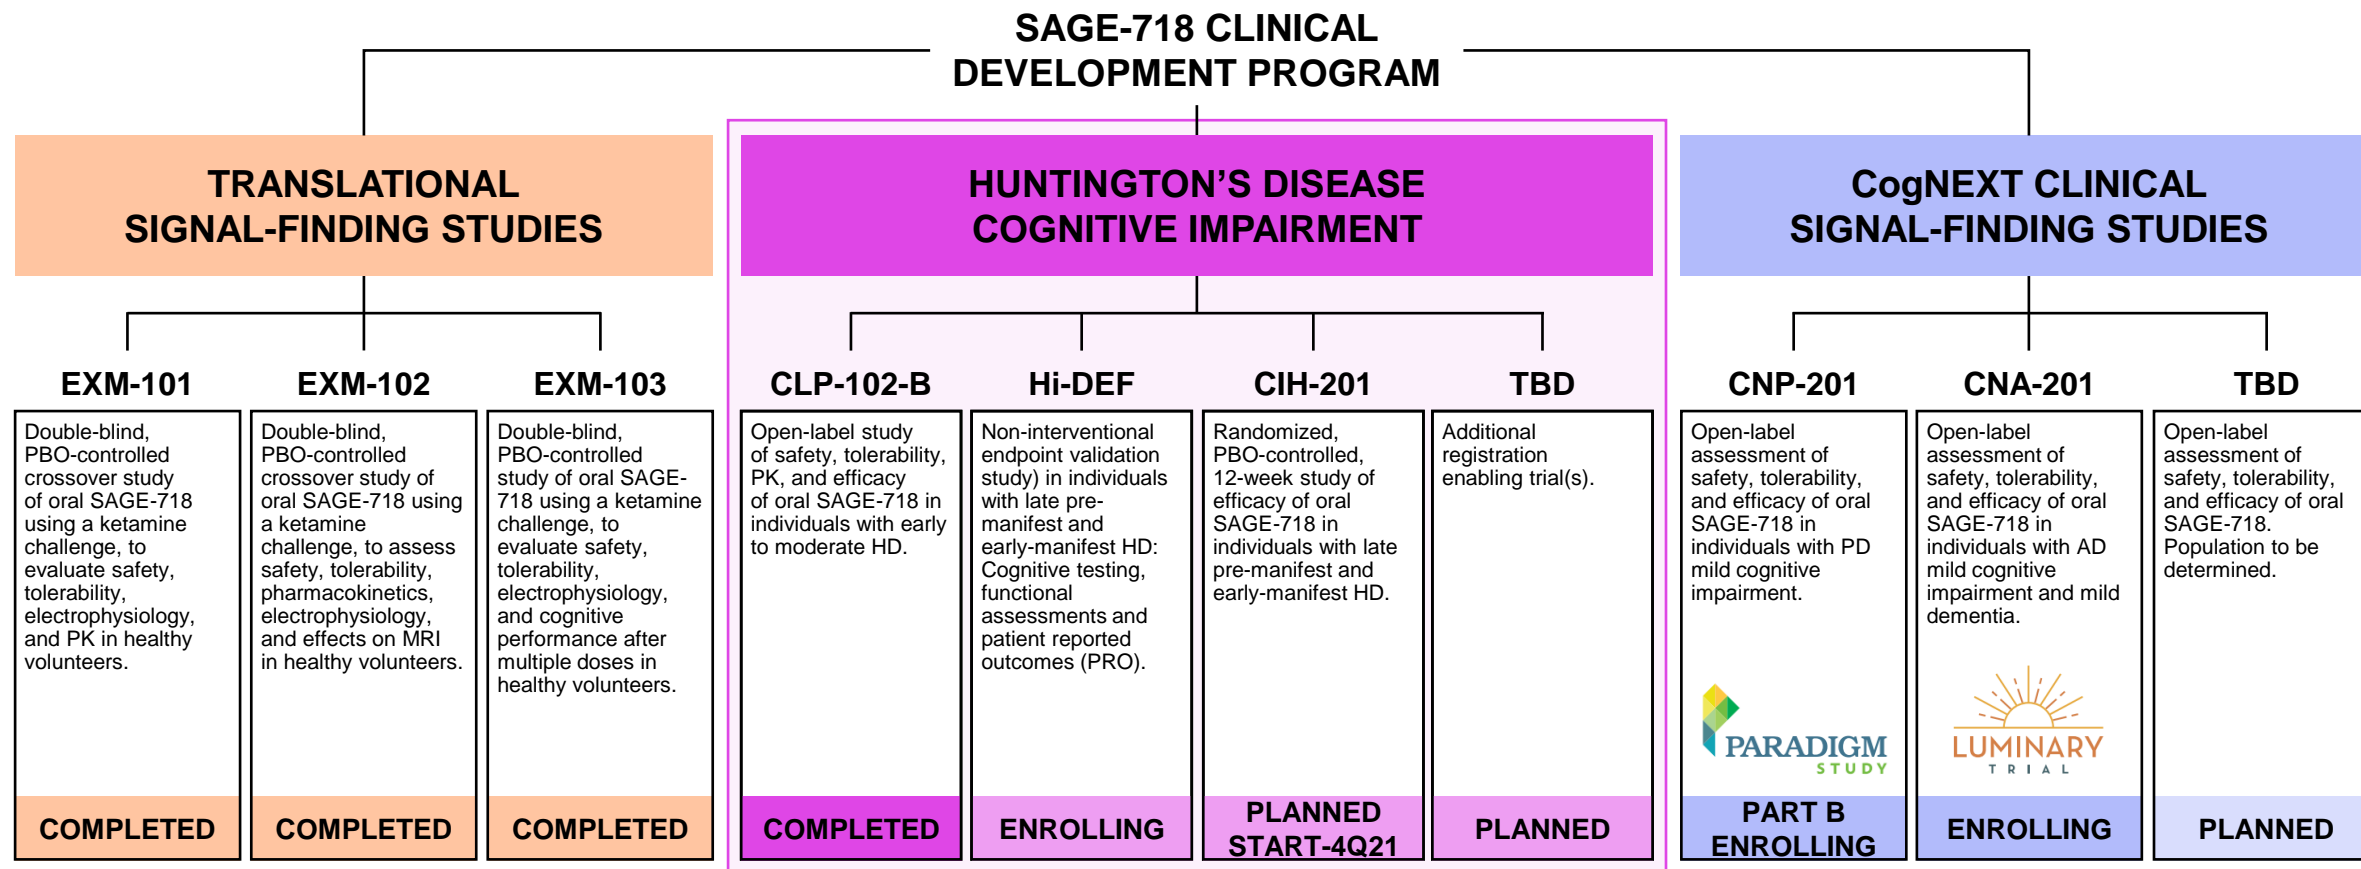 SAGE-718 CLINICAL
DEVELOPMENT PROGRAM
TRANSLATIONAL
SIGNAL-FINDING STUDIES
HUNTINGTON’S DISEASE
COGNITIVE IMPAIRMENT
CogNEXT CLINICAL
SIGNAL-FINDING STUDIES
EXM-101
Double-blind,
PBO-controlled
crossover study
of oral SAGE-718
using a ketamine
challenge, to
evaluate safety,
tolerability,
electrophysiology,
and PK in healthy
volunteers.
COMPLETED
EXM-102
Double-blind,
PBO-controlled
crossover study of
oral SAGE-718 using
a ketamine
challenge, to assess
safety, tolerability,
pharmacokinetics,
electrophysiology,
and effects on MRI
in healthy volunteers.
COMPLETED
EXM-103
Double-blind,
PBO-controlled
study of oral SAGE-
718 using a ketamine
challenge, to
evaluate safety,
tolerability,
electrophysiology,
and cognitive
performance after
multiple doses in
healthy volunteers.
COMPLETED
CLP-102-B
Open-label study
of safety, tolerability,
PK, and efficacy
of oral SAGE-718 in
individuals with early
to moderate HD.
COMPLETED
Hi-DEF
Non-interventional
endpoint validation
study) in individuals
with late pre-
manifest and
early-manifest HD:
Cognitive testing,
functional
assessments and
patient reported
outcomes (PRO).
ENROLLING
CIH-201
Randomized,
PBO-controlled,
12-week study of
efficacy of oral
SAGE-718 in
individuals with late
pre-manifest and
early-manifest HD.
PLANNED
START-4Q21
TBD
Additional
registration
enabling trial(s).
PLANNED
CNP-201
Open-label
assessment of
safety, tolerability,
and efficacy of oral
SAGE-718 in
individuals with PD
mild cognitive
impairment.
PARADIGM
STUDY
PART B
ENROLLING
CNA-201
Open-label
assessment of
safety, tolerability,
and efficacy of oral
SAGE-718 in
individuals with AD
mild cognitive
impairment and mild
dementia.
LUMINARY
TRIAL
ENROLLING
TBD
Open-label
assessment of
safety, tolerability,
and efficacy of oral
SAGE-718.
Population to be
determined.
PLANNED